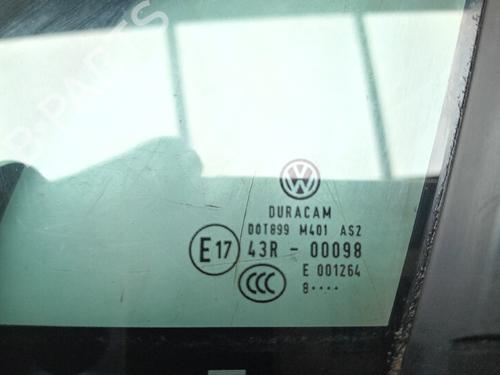 DURACAM
DOT899 M401 AS2
E17 43R - 00098
E 001264
CCC
8••••